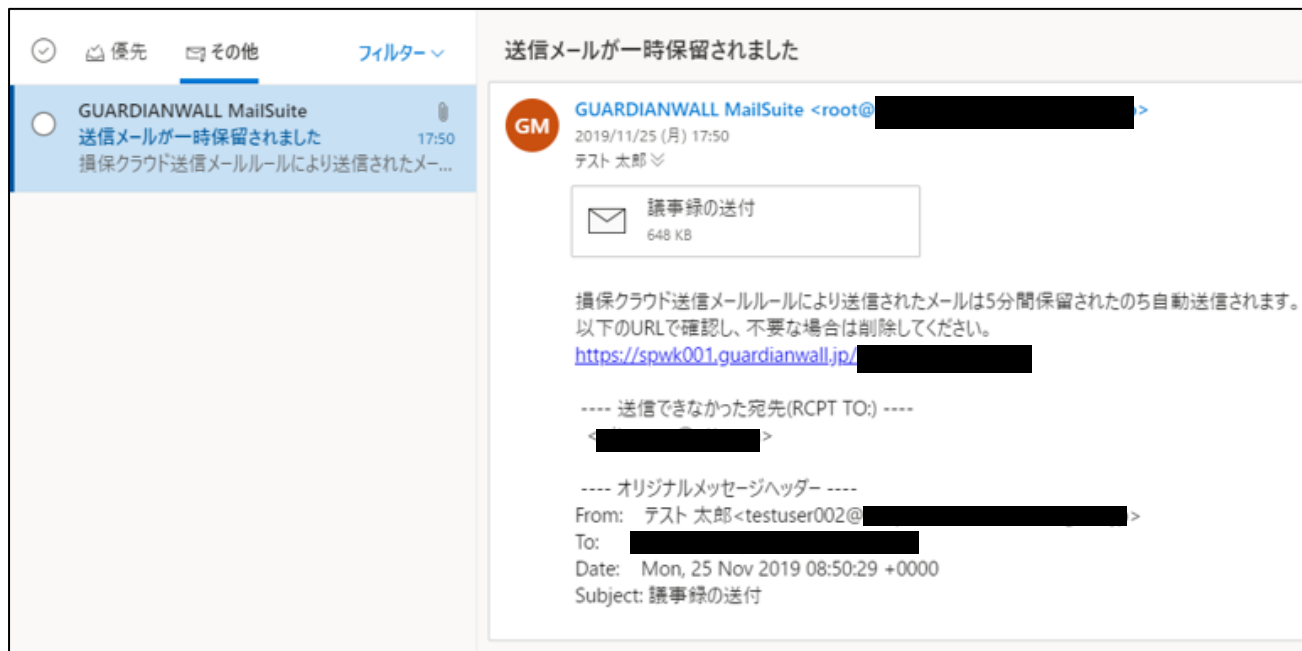 優先 その他 フィルター
GUARDIANWALL MailSuite
送信メールが一時保留されました 17:50
損保クラウド送信メールルールにより送信されたメー...
送信メールが一時保留されました
GM
GUARDIANWALL MailSuite <root@ >
2019/11/25 (月) 17:50
テスト 太郎
議事録の送付
648 KB
損保クラウド送信メールルールにより送信されたメールは5分間保留されたのち自動送信されます。
以下のURLで確認し、不要な場合は削除してください。
https://spwk001.guardianwall.jp/
---- 送信できなかった宛先(RCPT TO:) ----
< >
---- オリジナルメッセージヘッダー ----
From: テスト 太郎<testuser002@ >
To:
Date: Mon, 25 Nov 2019 08:50:29 +0000
Subject: 議事録の送付